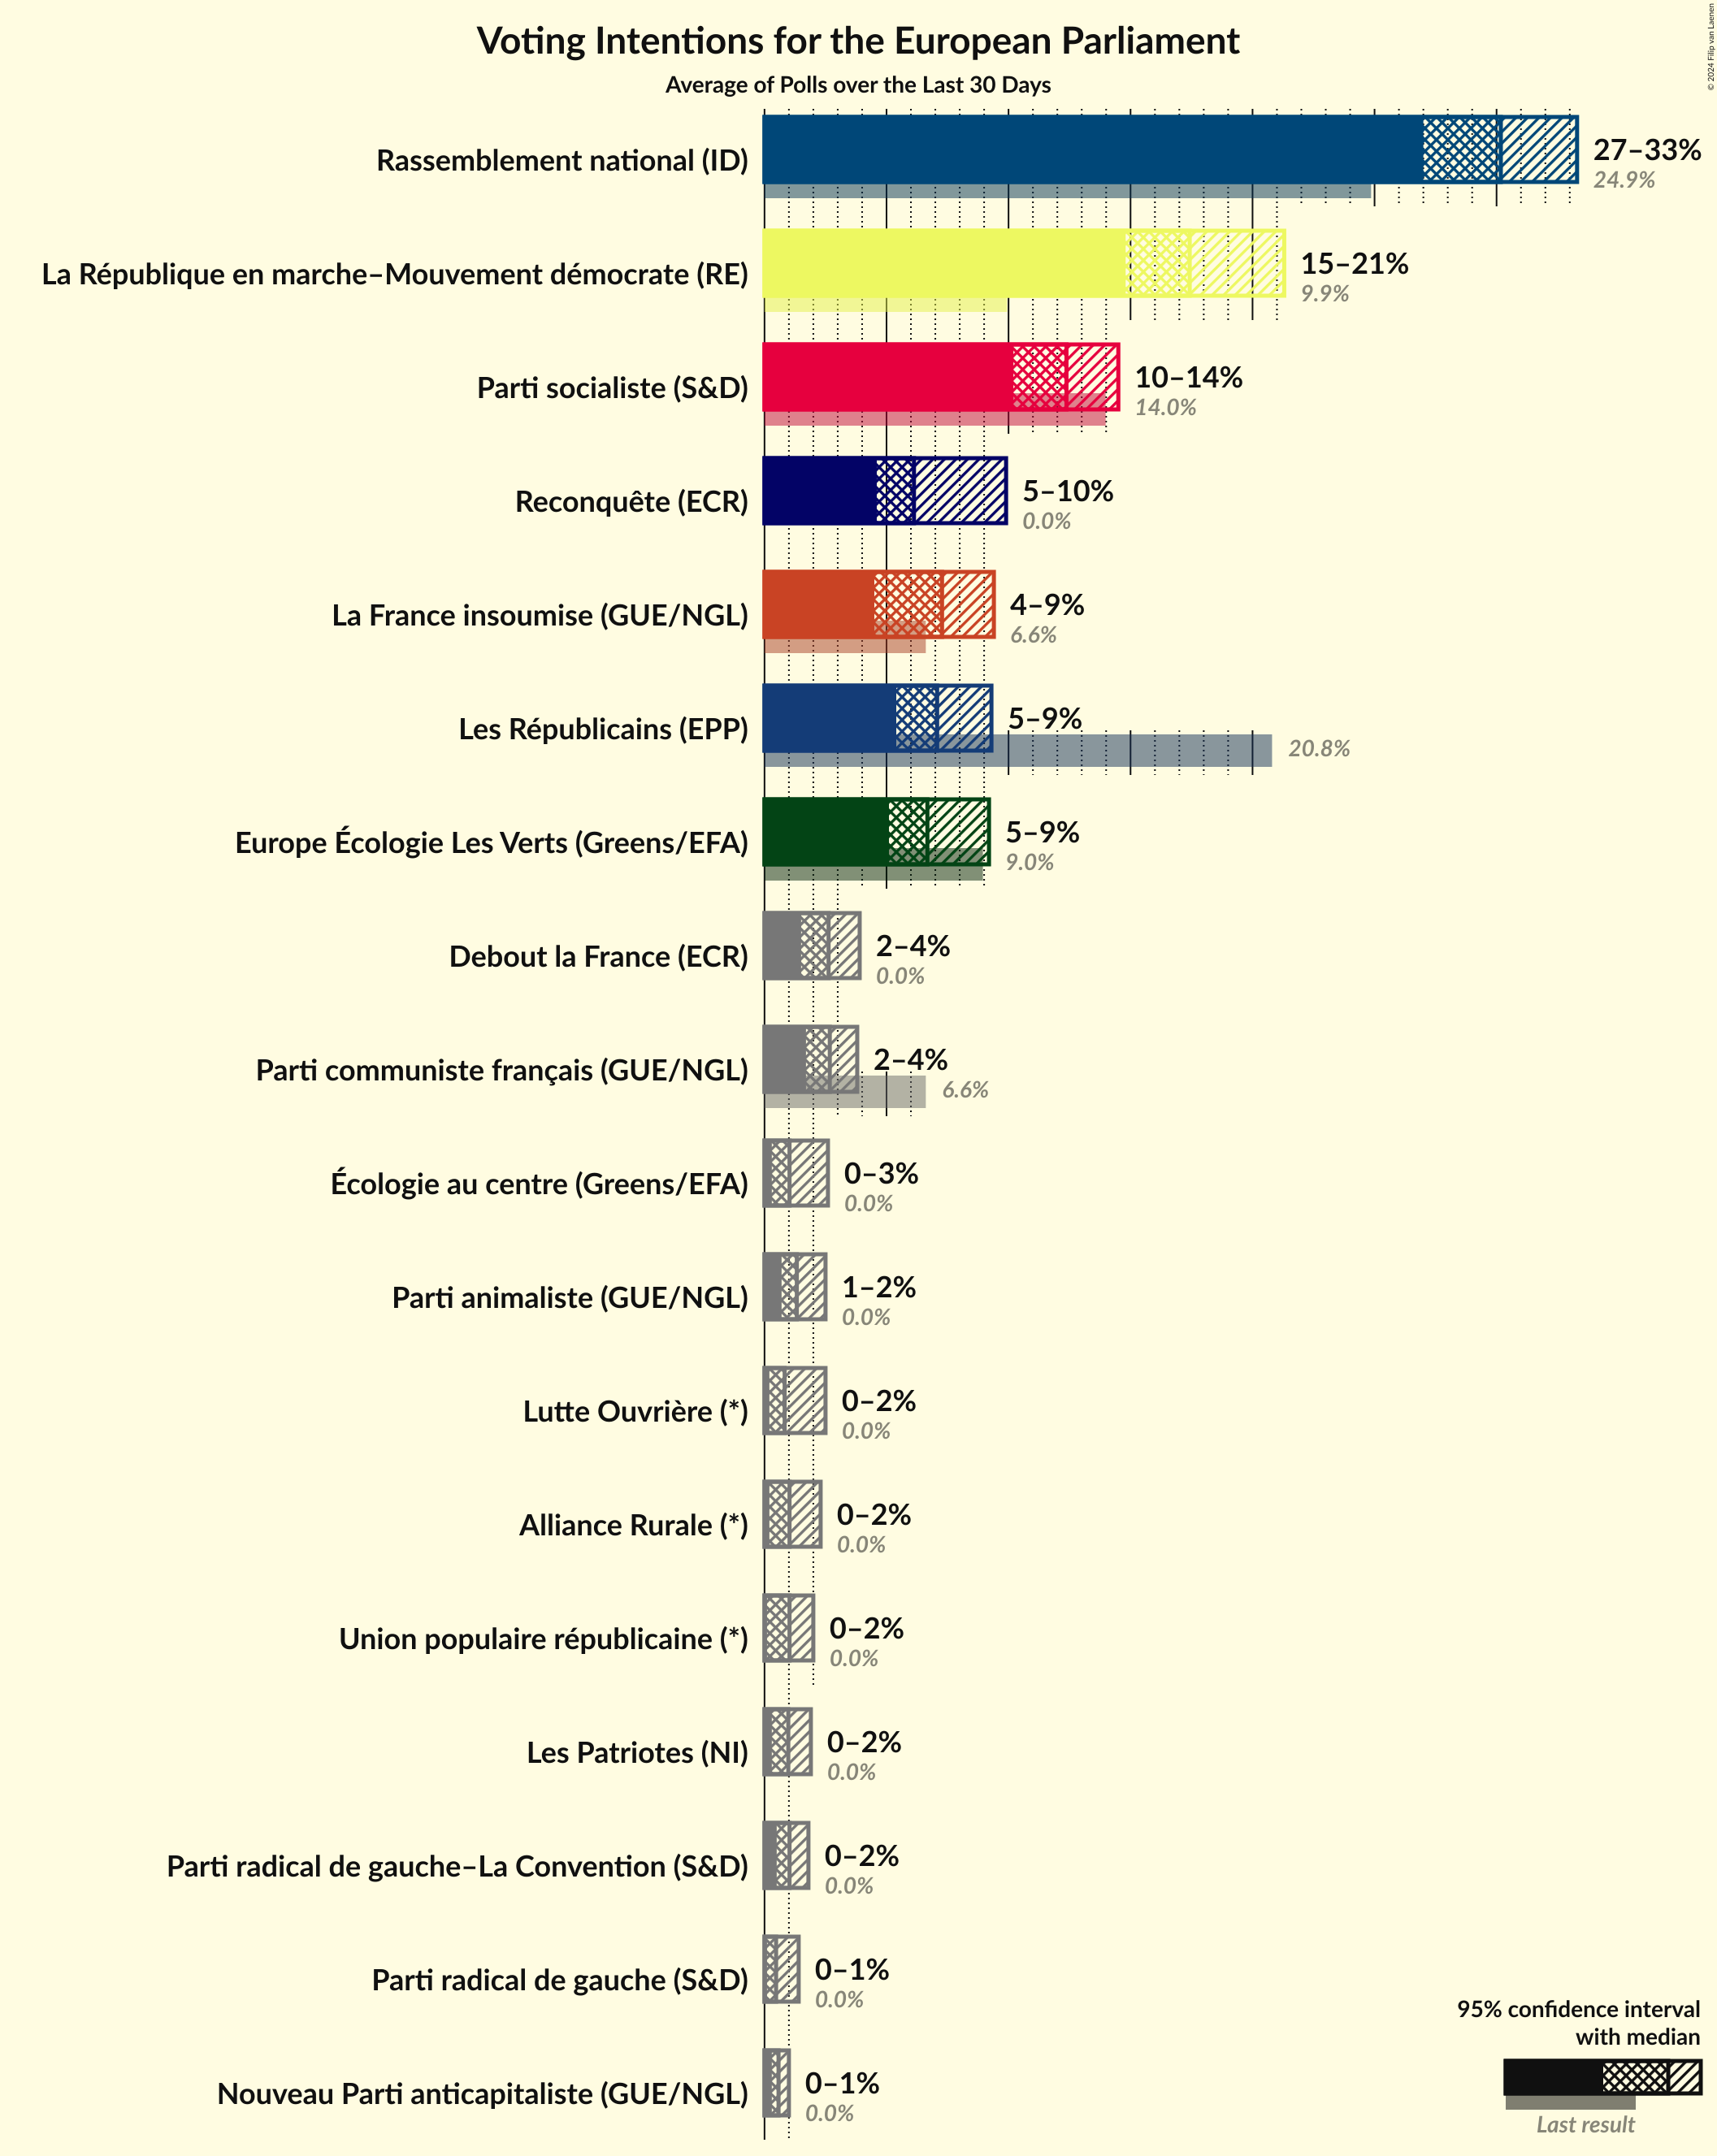 Voting Intentions for the European Parliament
Average of Polls over the Last 30 Days
© 2024 Filip van Laenen
Rassemblement national (ID)
27–33%
24.9%
La République en marche–Mouvement démocrate (RE)
15–21%
9.9%
Parti socialiste (S&D)
10–14%
14.0%
Reconquête (ECR)
5–10%
0.0%
La France insoumise (GUE/NGL)
4–9%
6.6%
Les Républicains (EPP)
5–9%
20.8%
Europe Écologie Les Verts (Greens/EFA)
5–9%
9.0%
Debout la France (ECR)
2–4%
0.0%
Parti communiste français (GUE/NGL)
2–4%
6.6%
Écologie au centre (Greens/EFA)
0–3%
0.0%
Parti animaliste (GUE/NGL)
1–2%
0.0%
Lutte Ouvrière (*)
0–2%
0.0%
Alliance Rurale (*)
0–2%
0.0%
Union populaire républicaine (*)
0–2%
0.0%
Les Patriotes (NI)
0–2%
0.0%
Parti radical de gauche–La Convention (S&D)
0–2%
0.0%
Parti radical de gauche (S&D)
0–1%
0.0%
Nouveau Parti anticapitaliste (GUE/NGL)
0–1%
0.0%
95% confidence interval
with median
Last result